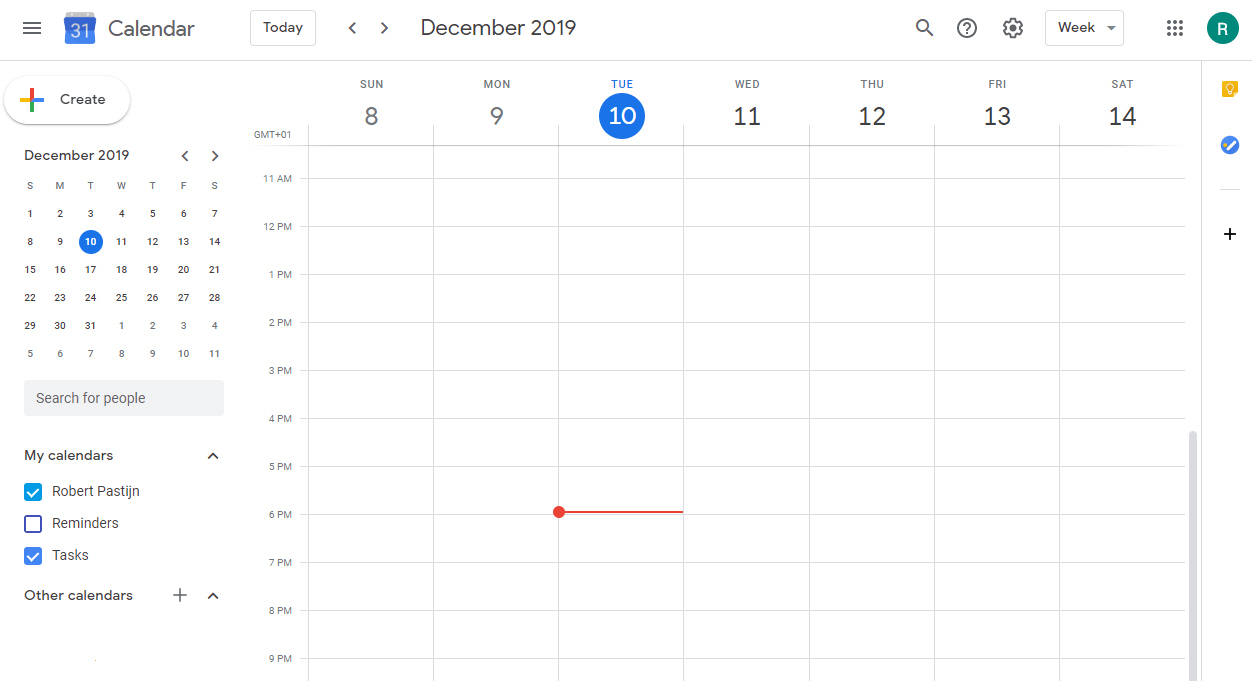 31 Calendar Today December 2019 Week R
Create
December 2019
S M T W T F S
1 2 3 4 5 6 7
8 9 10 11 12 13 14
15 16 17 18 19 20 21
22 23 24 25 26 27 28
29 30 31 1 2 3 4
5 6 7 8 9 10 11
Search for people
My calendars
Robert Pastijn
Reminders
Tasks
Other calendars
SUN MON TUE WED THU FRI SAT
8 9 10 11 12 13 14
GMT+01
11 AM
12 PM
1 PM
2 PM
3 PM
4 PM
5 PM
6 PM
7 PM
8 PM
9 PM